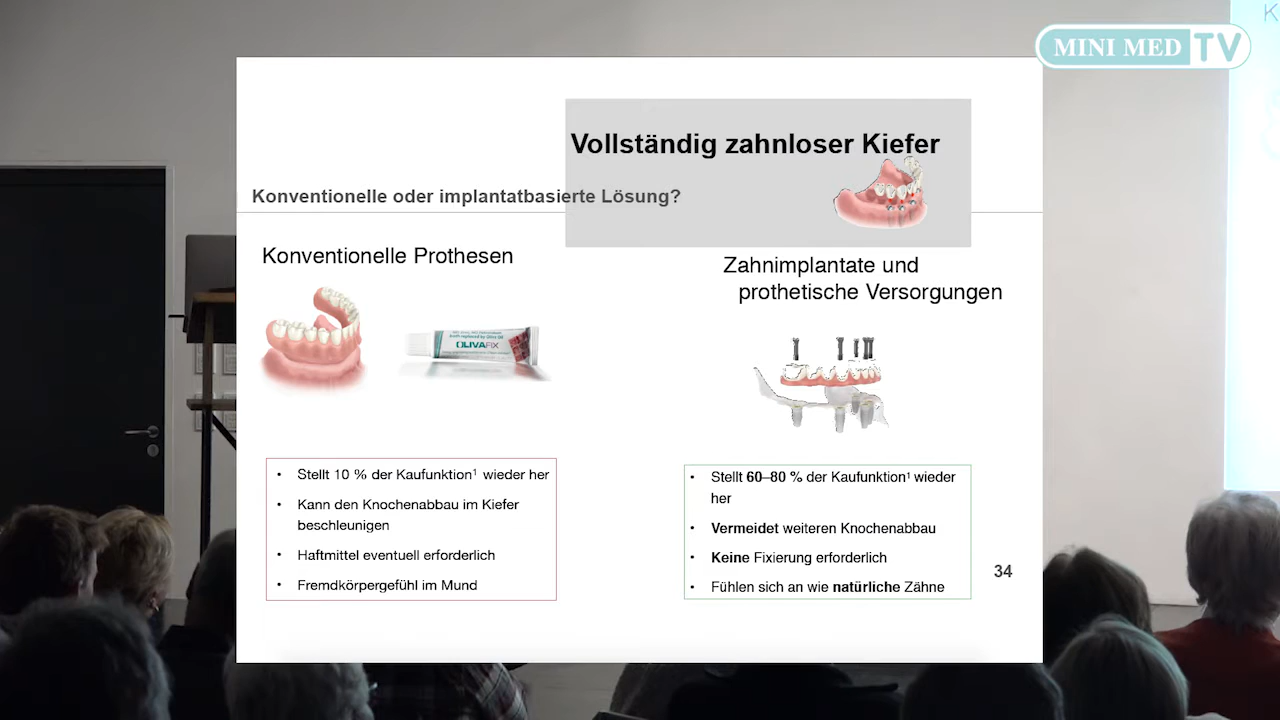 K
MINI MED TV
Vollständig zahnloser Kiefer
Konventionelle oder implantatbasierte Lösung?
Konventionelle Prothesen
Zahnimplantate und
prothetische Versorgungen
OLIVAFIX
• Stellt 10 % der Kaufunktion¹ wieder her
• Kann den Knochenabbau im Kiefer
beschleunigen
• Haftmittel eventuell erforderlich
• Fremdkörpergefühl im Mund
• Stellt 60–80 % der Kaufunktion¹ wieder
her
• Vermeidet weiteren Knochenabbau
• Keine Fixierung erforderlich
• Fühlen sich an wie natürliche Zähne
34